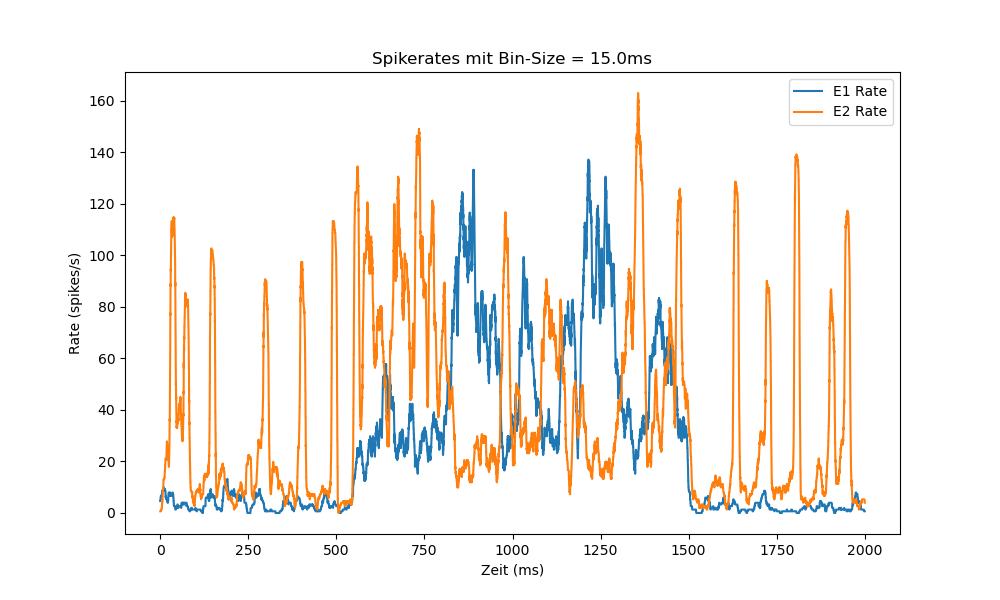 Spikerates mit Bin-Size = 15.0ms
E1 Rate
E2 Rate
Rate (spikes/s)
160
140
120
100
80
60
40
20
0
0 250 500 750 1000 1250 1500 1750 2000
Zeit (ms)